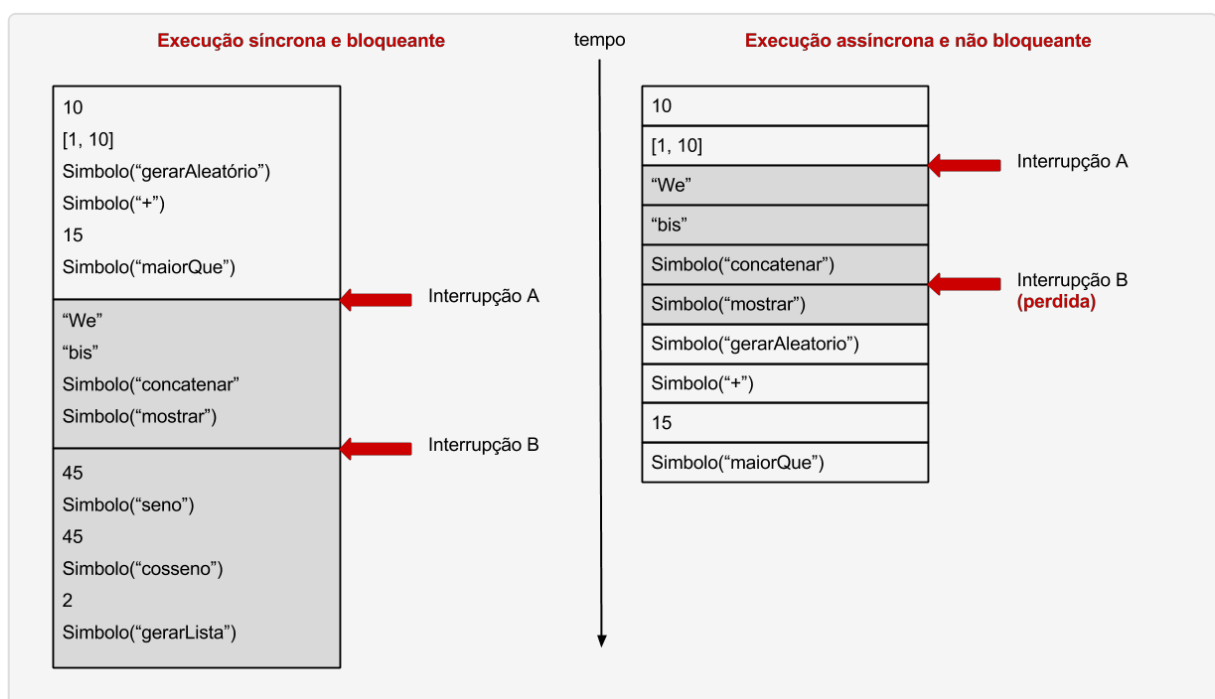 Execução síncrona e bloqueante
10
[1, 10]
Simbolo(“gerarAleatório”)
Simbolo(“+”)
15
Simbolo(“maiorQue”)
Interrupção A
“We”
“bis”
Simbolo(“concatenar”
Simbolo(“mostrar”)
Interrupção B
45
Simbolo(“seno”)
45
Simbolo(“cosseno”)
2
Simbolo(“gerarLista”)
tempo
Execução assíncrona e não bloqueante
10
[1, 10]
Interrupção A
“We”
“bis”
Simbolo(“concatenar”)
Interrupção B
(perdida)
Simbolo(“mostrar”)
Simbolo(“gerarAleatorio”)
Simbolo(“+”)
15
Simbolo(“maiorQue”)